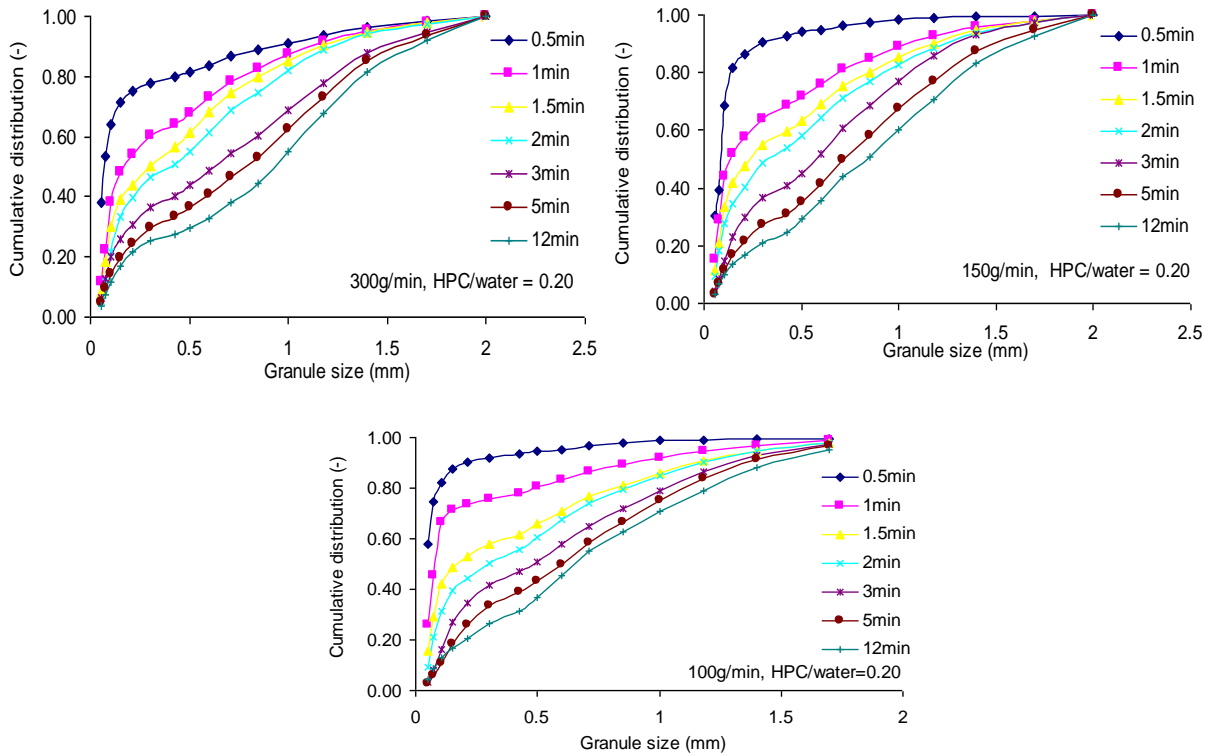 Cumulative distribution (-)
1.00
0.80
0.60
0.40
0.20
0.00
0.5min
1min
1.5min
2min
3min
5min
12min
300g/min, HPC/water = 0.20
0 0.5 1 1.5 2 2.5
Granule size (mm)
Cumulative distribution (-)
1.00
0.80
0.60
0.40
0.20
0.00
0.5min
1min
1.5min
2min
3min
5min
12min
150g/min, HPC/water = 0.20
0 0.5 1 1.5 2 2.5
Granule size (mm)
Cumulative distribution (-)
1.00
0.80
0.60
0.40
0.20
0.00
0.5min
1min
1.5min
2min
3min
5min
12min
100g/min, HPC/water=0.20
0 0.5 1 1.5 2
Granule size (mm)